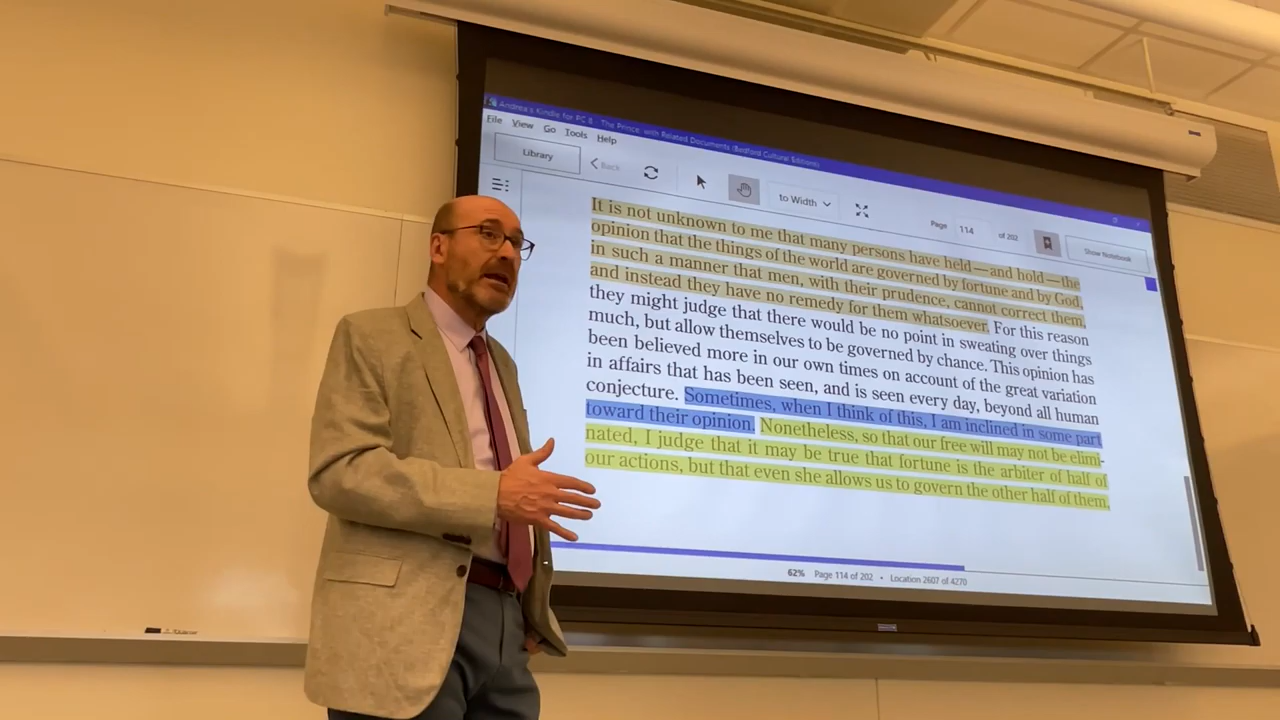 Andrea's Kindle for PC 8 - The Prince: with Related Documents (Bedford Cultural Editions)
File View Go Tools Help
Library
Back
to Width
Page 114 of 202
Show Notebook
It is not unknown to me that many persons have held—and hold—the
opinion that the things of the world are governed by fortune and by God,
in such a manner that men, with their prudence, cannot correct them,
and instead they have no remedy for them whatsoever. For this reason
they might judge that there would be no point in sweating over things
much, but allow themselves to be governed by chance. This opinion has
been believed more in our own times on account of the great variation
in affairs that has been seen, and is seen every day, beyond all human
conjecture. Sometimes, when I think of this, I am inclined in some part
toward their opinion. Nonetheless, so that our free will may not be elim-
nated, I judge that it may be true that fortune is the arbiter of half of
our actions, but that even she allows us to govern the other half of them,
62% Page 114 of 202 • Location 2607 of 4270